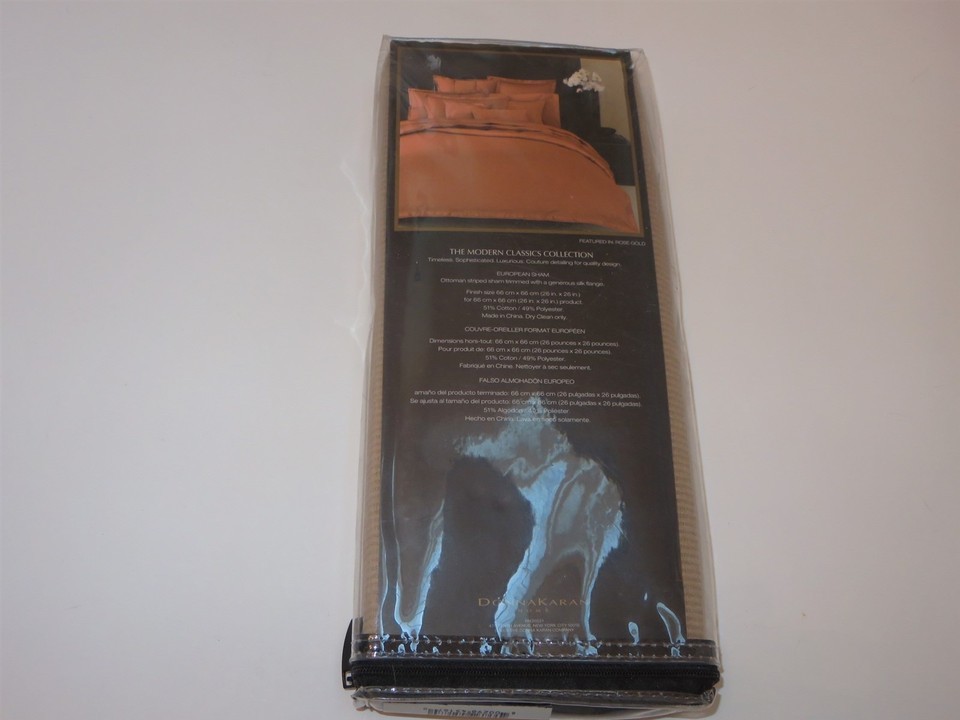 FEATURED IN: ROSE GOLD
THE MODERN CLASSICS COLLECTION
Timeless, Sophisticated, Luxurious, Couture detailing for quality design.
EUROPEAN SHAM
Ottoman striped sham trimmed with a generous silk flange.
Finish size 66 cm x 66 cm (26 in. x 26 in.)
for 66 cm x 66 cm (26 in. x 26 in.) product.
51% Cotton / 49% Polyester.
Made in China, Dry Clean only.
COUVRE-OREILLER FORMAT EUROPÉEN
Dimensions hors-tout: 66 cm x 66 cm (26 pounces x 26 pounces).
Pour produit de: 66 cm x 66 cm (26 pounces x 26 pounces).
51% Coton / 49% Polyester.
Fabriqué en Chine. Nettoyer à sec seulement.
FALSO ALMOHADÓN EUROPEO
amaño del producto terminado: 66 cm x 66 cm (26 pulgadas x 26 pulgadas).
Se ajusta al tamaño del producto: 66 cm x 66 cm (26 pulgadas x 26 pulgadas).
51% Poliéster
Hecho en China. solamente.
DONNAKARAN